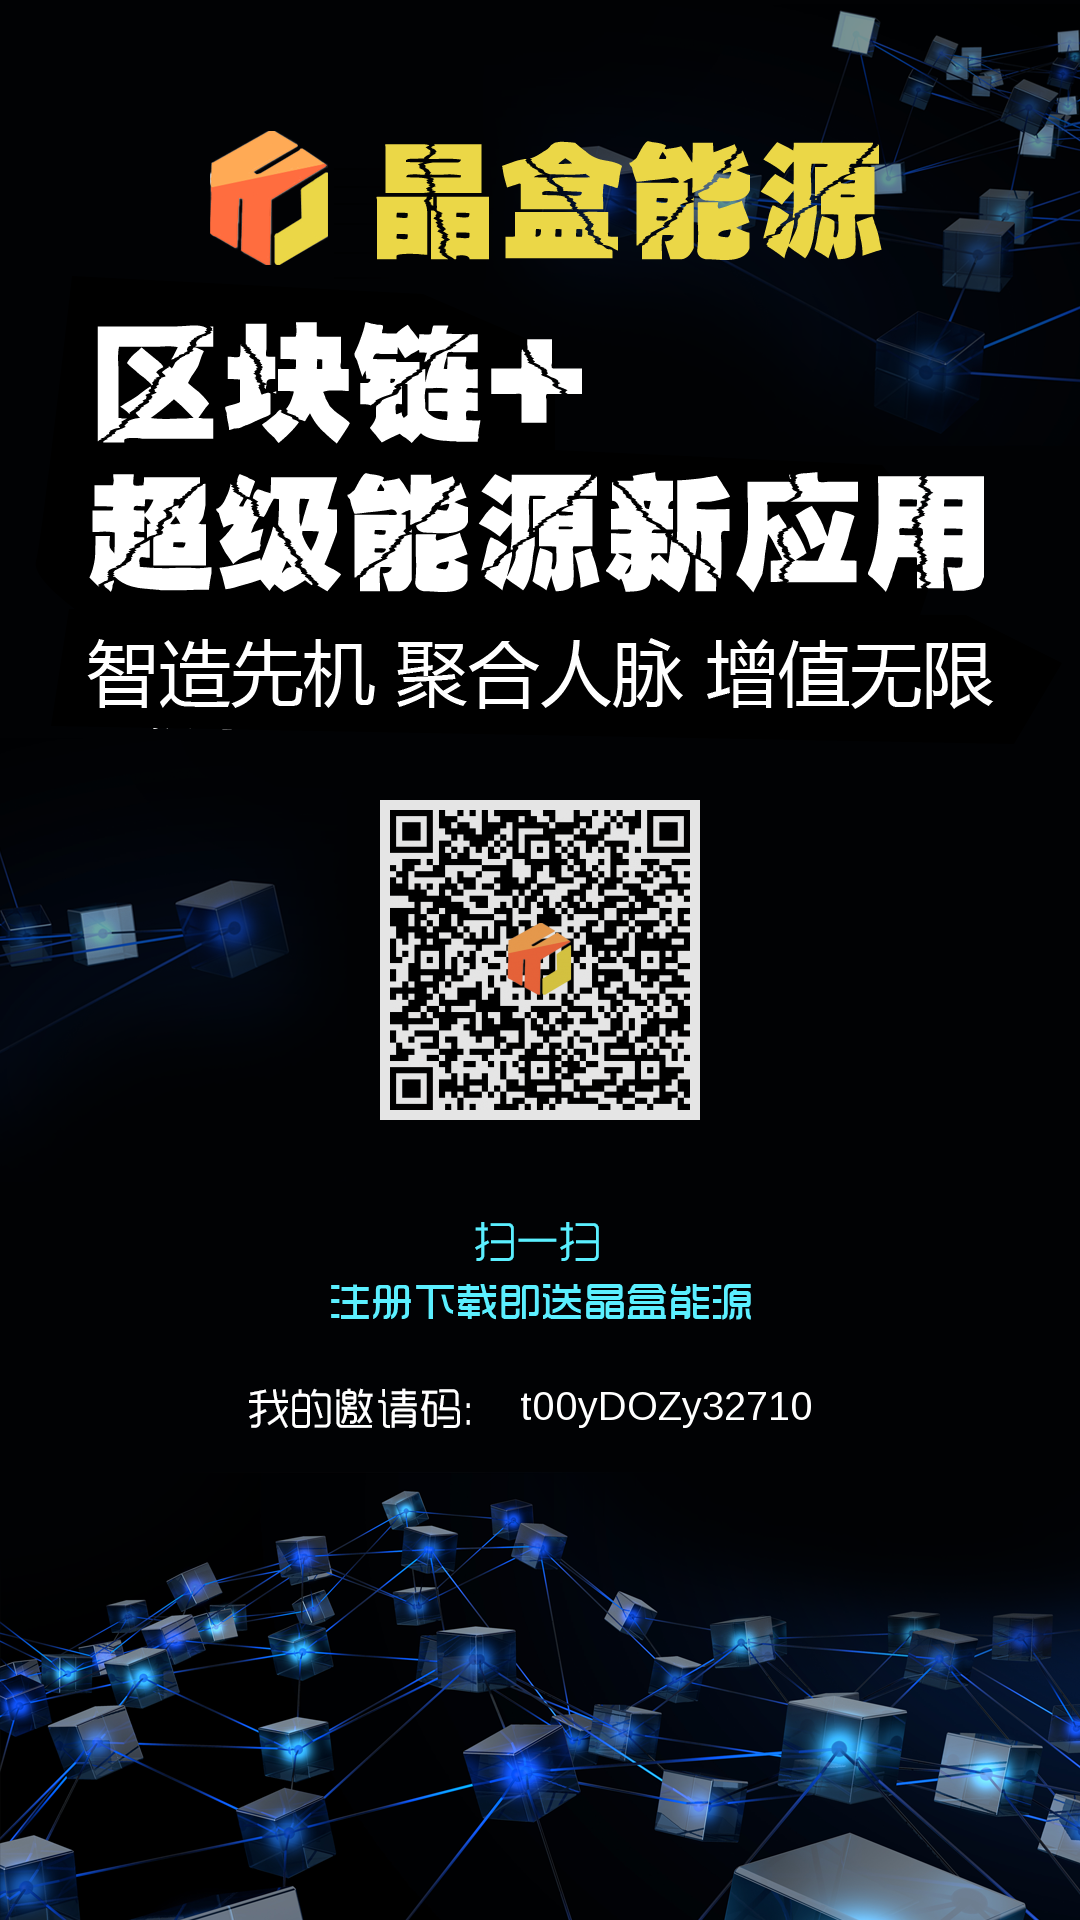 晶盒能源
区块链+
超级能源新应用
智造先机 聚合人脉 增值无限
扫一扫
注册下载即送晶盒能源
我的邀请码: t00yDOZy32710